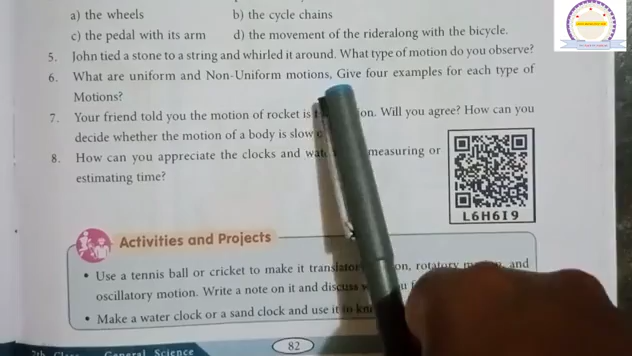 a) the wheels b) the cycle chains
c) the pedal with its arm d) the movement of the rideralong with the bicycle.
5. John tied a stone to a string and whirled it around. What type of motion do you observe?
6. What are uniform and Non-Uniform motions, Give four examples for each type of
Motions?
7. Your friend told you the motion of rocket is Will you agree? How can you
decide whether the motion of a body is slow
8. How can you appreciate the clocks and measuring or
estimating time?
L6H6I9
Activities and Projects
• Use a tennis ball or cricket to make it rotatory and
oscillatory motion. Write a note on it and discuss
• Make a water clock or a sand clock and use it to
7th Class General Science
82